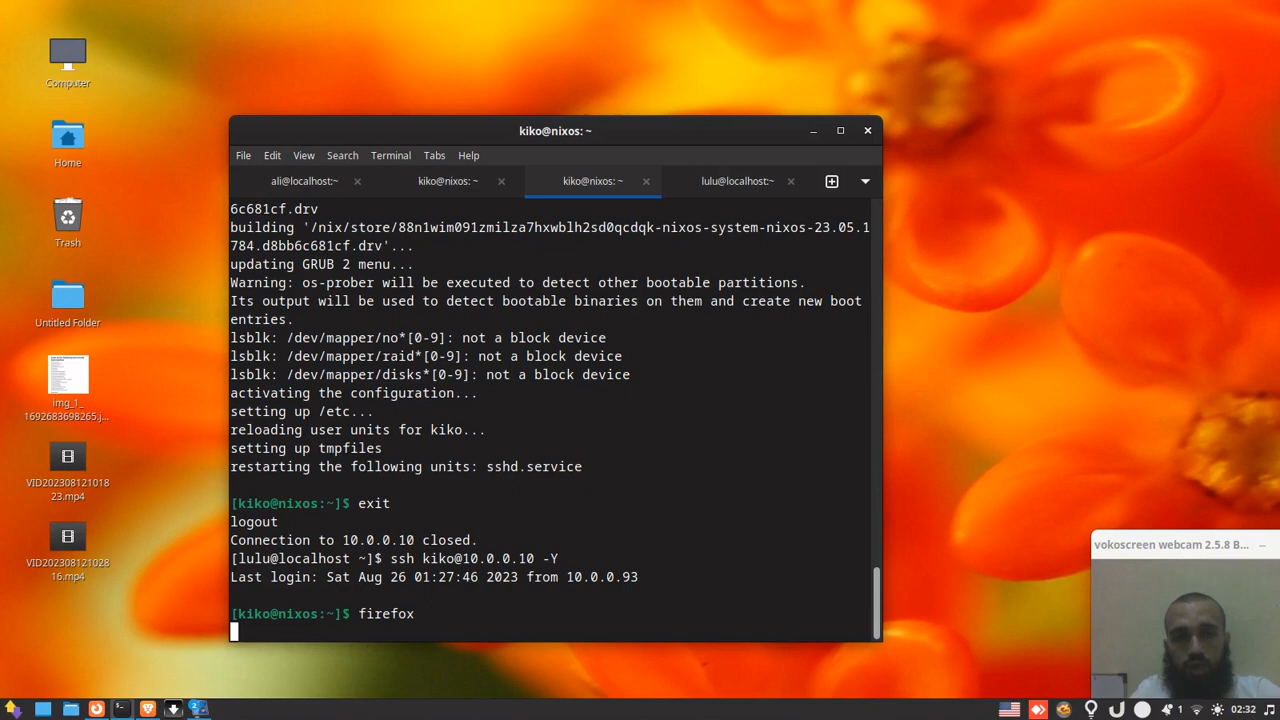 Computer
Home
Trash
Untitled Folder
img_1_
1692683698265.j...
VID202308121018
23.mp4
VID202308121028
16.mp4
kiko@nixos: ~
File Edit View Search Terminal Tabs Help
ali@localhost:~ kiko@nixos: ~ kiko@nixos: ~ lulu@localhost:~
6c681cf.drv
building '/nix/store/88n1wim091zmilza7hxwblh2sd0qcdqk-nixos-system-nixos-23.05.1
784.d8bb6c681cf.drv'...
updating GRUB 2 menu...
Warning: os-prober will be executed to detect other bootable partitions.
Its output will be used to detect bootable binaries on them and create new boot
entries.
lsblk: /dev/mapper/no*[0-9]: not a block device
lsblk: /dev/mapper/raid*[0-9]: not a block device
lsblk: /dev/mapper/disks*[0-9]: not a block device
activating the configuration...
setting up /etc...
reloading user units for kiko...
setting up tmpfiles
restarting the following units: sshd.service
[kiko@nixos:~]$ exit
logout
Connection to 10.0.0.10 closed.
[lulu@localhost ~]$ ssh kiko@10.0.0.10 -Y
Last login: Sat Aug 26 01:27:46 2023 from 10.0.0.93
[kiko@nixos:~]$ firefox
vokoscreen webcam 2.5.8 B...
2
1
02:32